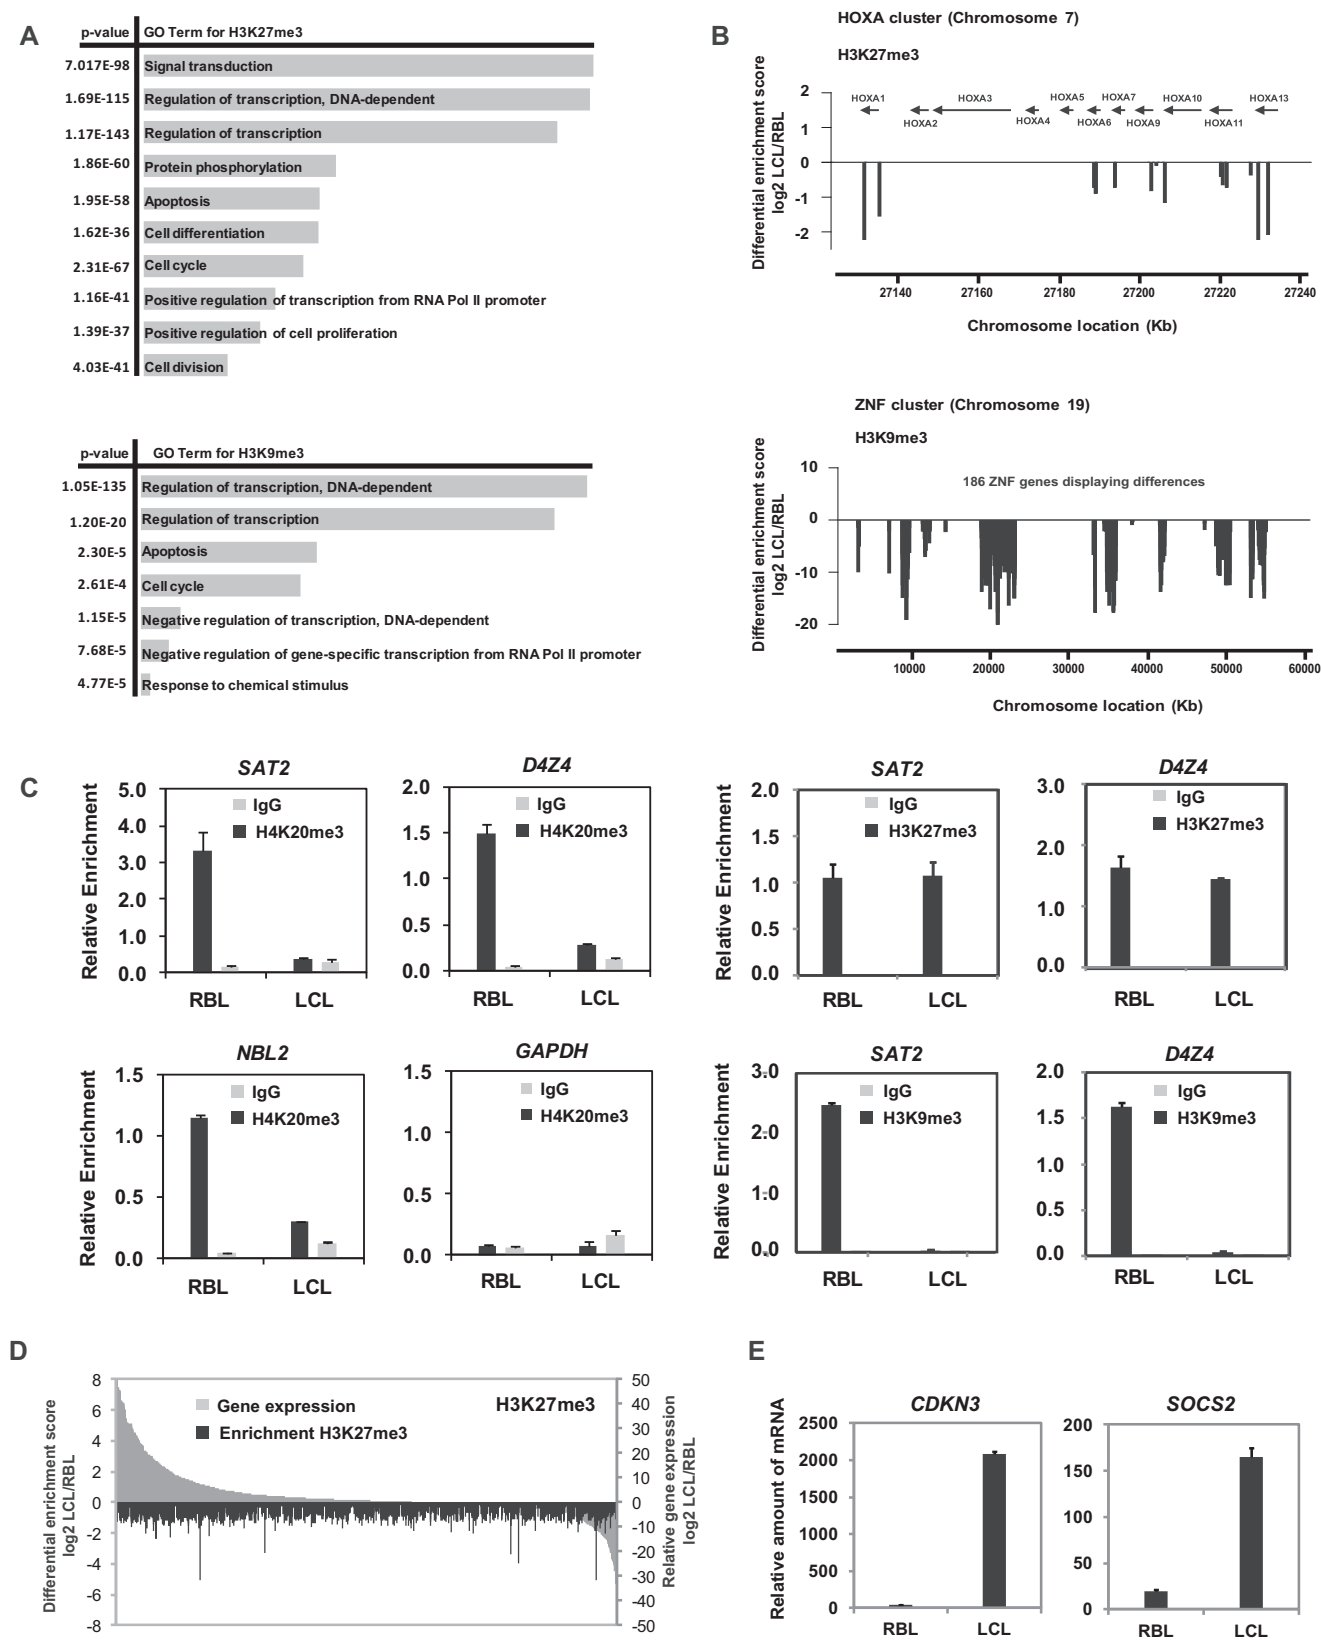 A
p-value GO Term for H3K27me3
7.017E-98 Signal transduction
1.69E-115 Regulation of transcription, DNA-dependent
1.17E-143 Regulation of transcription
1.86E-60 Protein phosphorylation
1.95E-58 Apoptosis
1.62E-36 Cell differentiation
2.31E-67 Cell cycle
1.16E-41 Positive regulation of transcription from RNA Pol II promoter
1.39E-37 Positive regulation of cell proliferation
4.03E-41 Cell division
p-value GO Term for H3K9me3
1.05E-135 Regulation of transcription, DNA-dependent
1.20E-20 Regulation of transcription
2.30E-5 Apoptosis
2.61E-4 Cell cycle
1.15E-5 Negative regulation of transcription, DNA-dependent
7.68E-5 Negative regulation of gene-specific transcription from RNA Pol II promoter
4.77E-5 Response to chemical stimulus
B
HOXA cluster (Chromosome 7)
H3K27me3
Differential enrichment score
log2 LCL/RBL
2
1
0
-1
-2
HOXA1 HOXA3 HOXA5 HOXA7 HOXA10 HOXA13
HOXA2 HOXA4 HOXA6 HOXA9 HOXA11
27140 27160 27180 27200 27220 27240
Chromosome location (Kb)
ZNF cluster (Chromosome 19)
H3K9me3
Differential enrichment score
log2 LCL/RBL
186 ZNF genes displaying differences
10
0
-10
-20
10000 20000 30000 40000 50000 60000
Chromosome location (Kb)
C
SAT2
Relative Enrichment
5.0
4.0
3.0
2.0
1.0
0.0
IgG
H4K20me3
RBL LCL
D4Z4
2.0
1.5
1.0
0.5
0.0
IgG
H4K20me3
RBL LCL
SAT2
Relative Enrichment
2.0
1.5
1.0
0.5
0.0
IgG
H3K27me3
RBL LCL
D4Z4
3.0
2.0
1.0
0.0
IgG
H3K27me3
RBL LCL
NBL2
Relative Enrichment
1.5
1.0
0.5
0.0
IgG
H4K20me3
RBL LCL
GAPDH
1.5
1.0
0.5
0.0
IgG
H4K20me3
RBL LCL
SAT2
Relative Enrichment
3.0
2.0
1.0
0.0
IgG
H3K9me3
RBL LCL
D4Z4
2.0
1.5
1.0
0.5
0.0
IgG
H3K9me3
RBL LCL
D
Differential enrichment score
log2 LCL/RBL
8
6
4
2
0
-2
-4
-6
-8
Gene expression
Enrichment H3K27me3
H3K27me3
50
40
30
20
10
0
-10
-20
-30
-40
-50
Relative gene expression
log2 LCL/RBL
E
CDKN3
Relative amount of mRNA
2500
2000
1500
1000
500
0
RBL LCL
SOCS2
200
150
100
50
0
RBL LCL